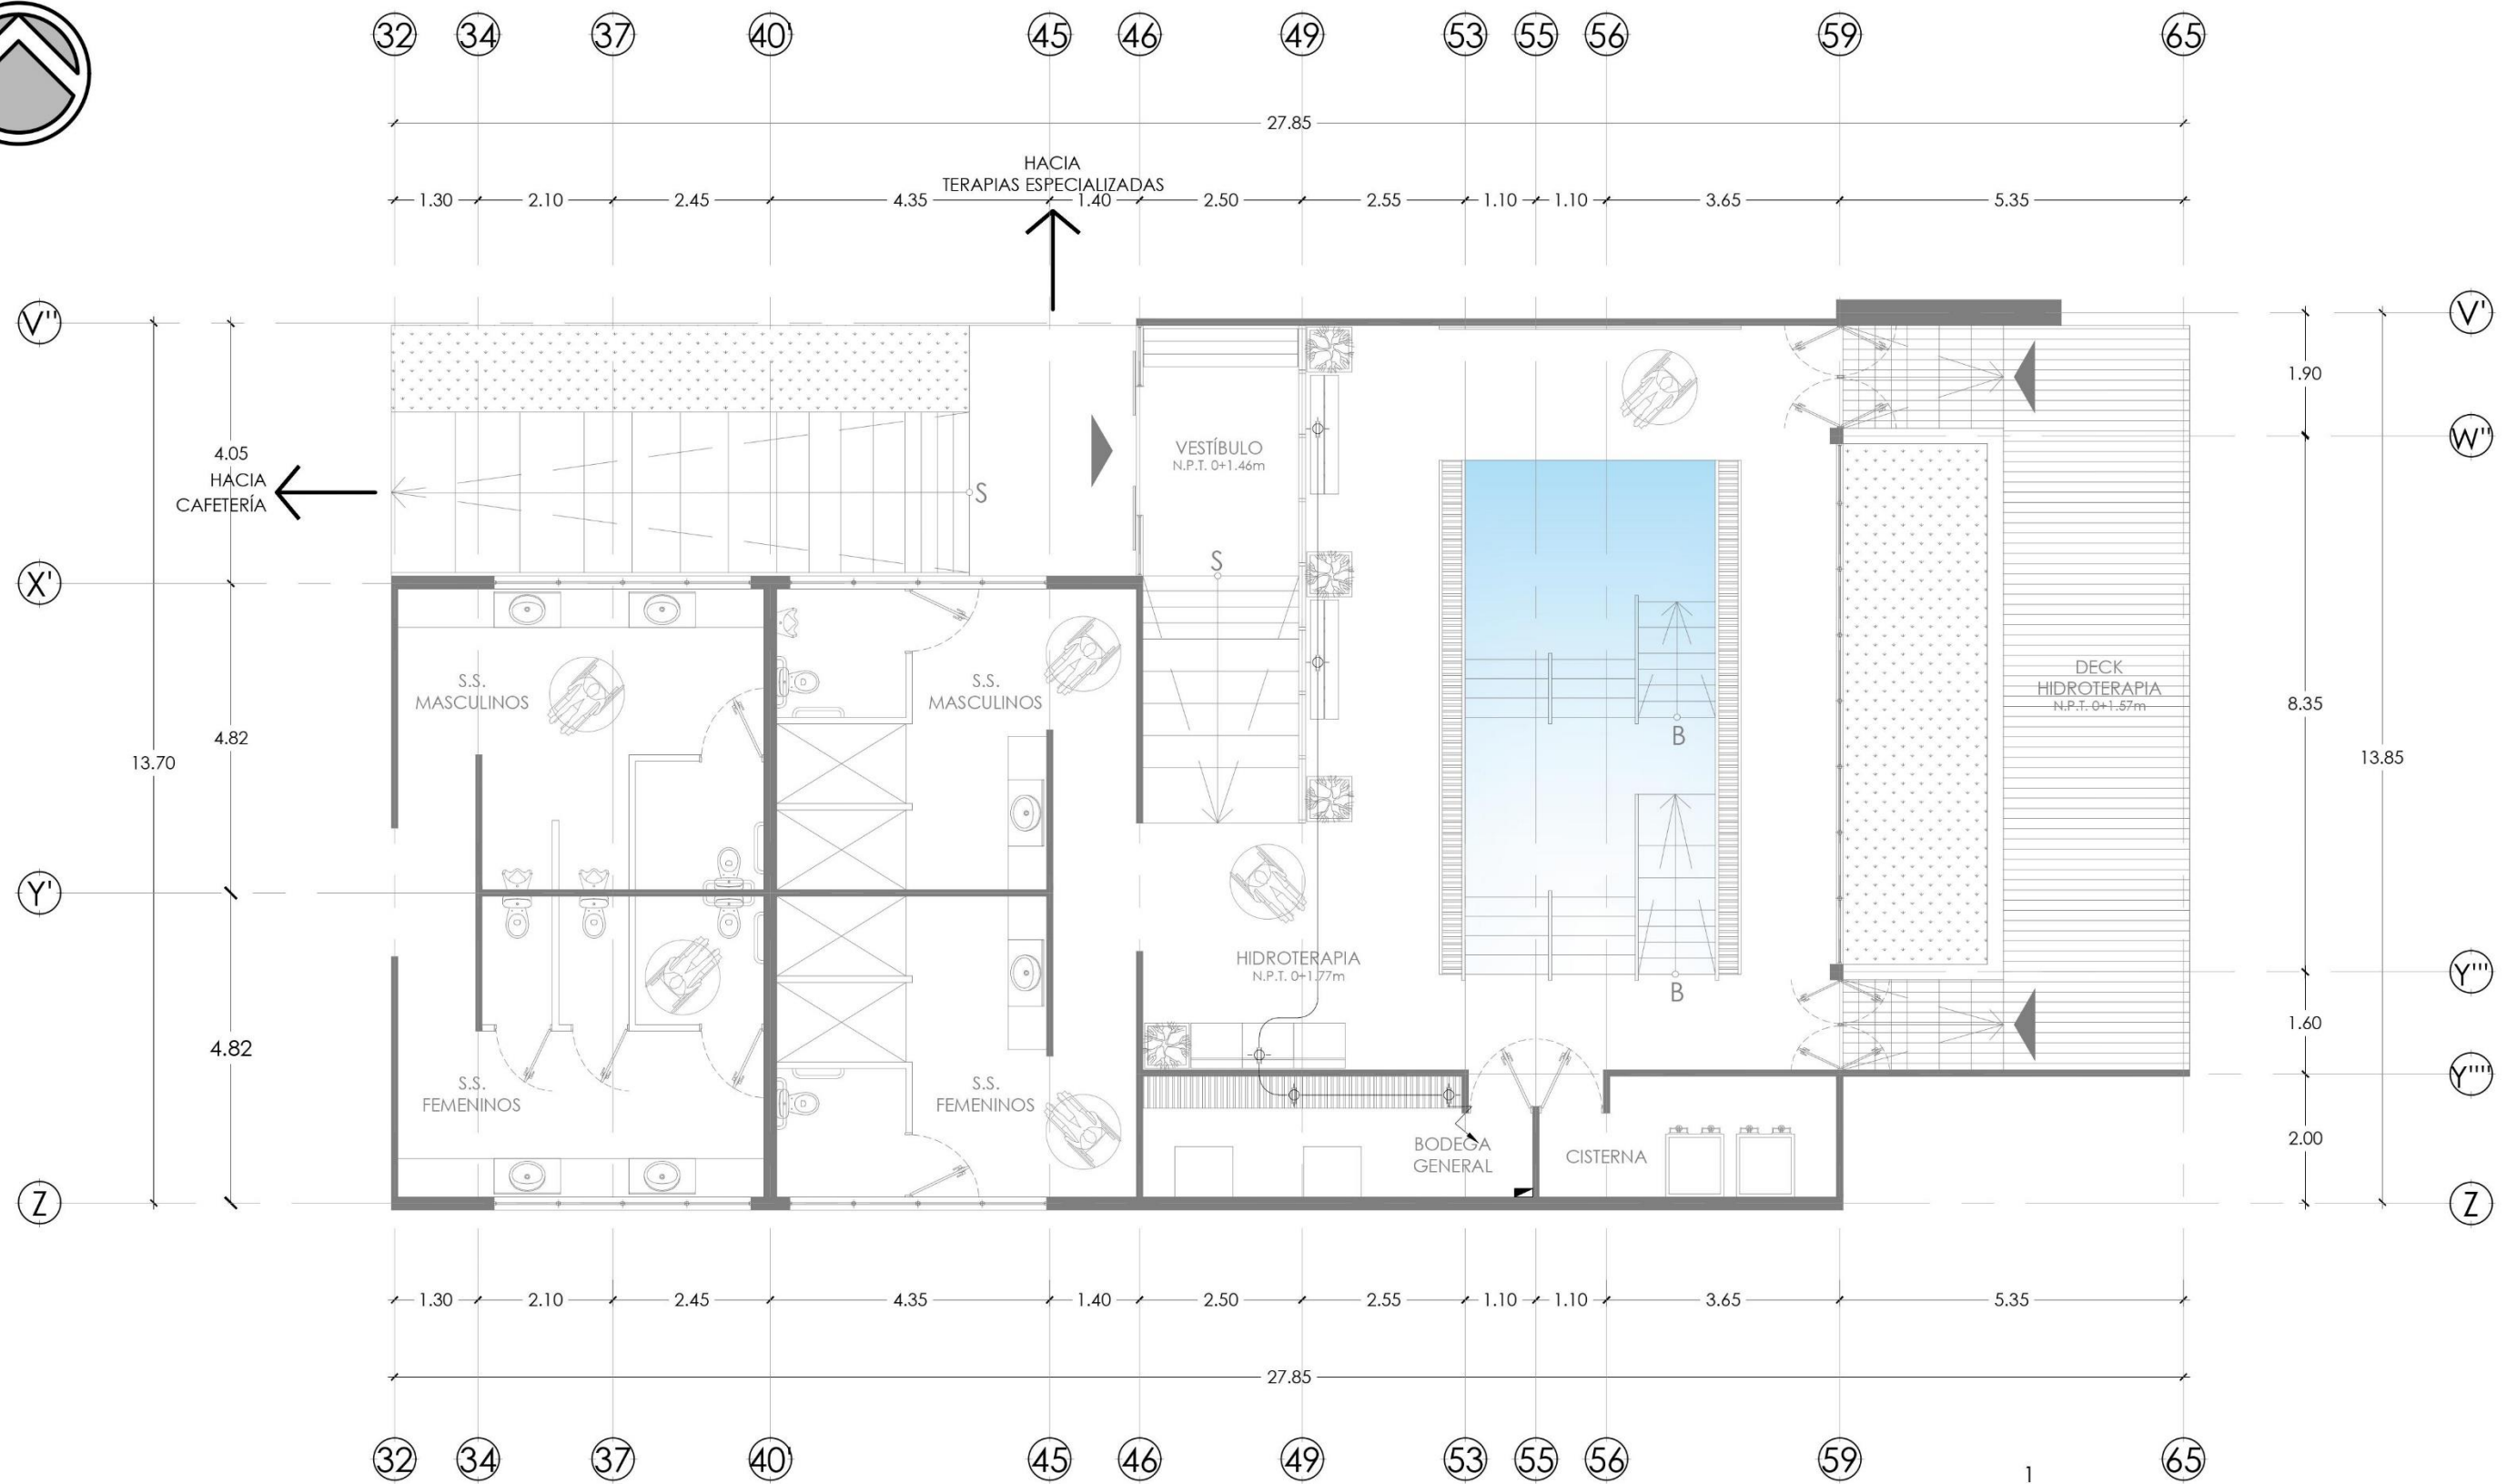 32 34 37 40' 45 46 49 53 55 56 59 65
27.85
HACIA
TERAPIAS ESPECIALIZADAS
1.30 2.10 2.45 4.35 1.40 2.50 2.55 1.10 1.10 3.65 5.35
V'' V'
1.90
W''
4.05
HACIA
CAFETERÍA
S
VESTÍBULO
N.P.T. 0+1.46m
S
X'
S.S.
MASCULINOS
S.S.
MASCULINOS
DECK
HIDROTERAPIA
N.P.T. 0+1.57m
8.35
4.82
B
13.70
13.85
Y'
HIDROTERAPIA
N.P.T. 0+1.77m
Y'''
B
1.60
4.82
S.S.
FEMENINOS
S.S.
FEMENINOS
Y''''
BODEGA
GENERAL
CISTERNA
2.00
Z Z
1.30 2.10 2.45 4.35 1.40 2.50 2.55 1.10 1.10 3.65 5.35
27.85
32 34 37 40' 45 46 49 53 55 56 59 65
1